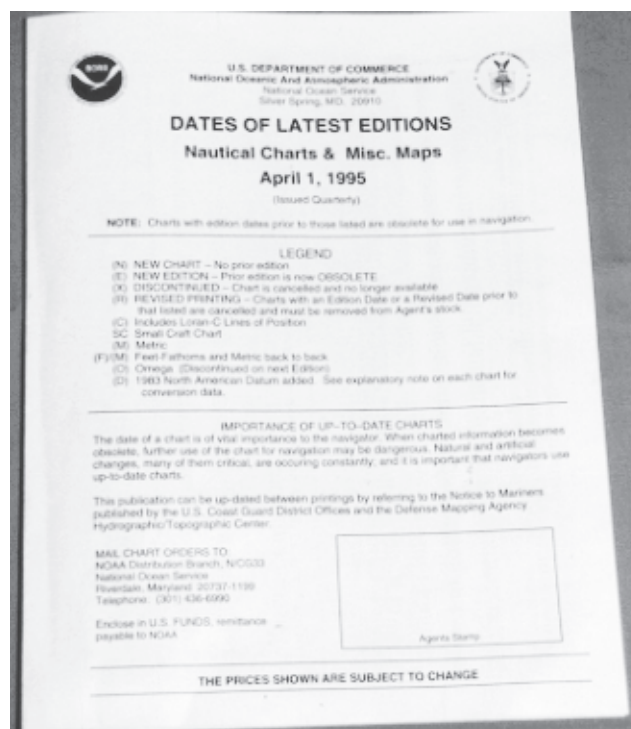 NOAA
U.S. DEPARTMENT OF COMMERCE
National Oceanic And Atmospheric Administration
National Ocean Service
Silver Spring, MD. 20910
DATES OF LATEST EDITIONS
Nautical Charts & Misc. Maps
April 1, 1995
(Issued Quarterly)
NOTE: Charts with edition dates prior to those listed are obsolete for use in navigation.
LEGEND
(N) NEW CHART – No prior edition
(E) NEW EDITION – Prior edition is now OBSOLETE
(X) DISCONTINUED – Chart is cancelled and no longer available
(R) REVISED PRINTING – Charts with an Edition Date or a Revised Date prior to
that listed are cancelled and must be removed from Agent's stock.
(C) Includes Loran-C Lines of Position
SC Small Craft Chart
(M) Metric
(F)/(M) Feet-Fathoms and Metric back to back
(O) Omega (Discontinued on next Edition)
(D) 1983 North American Datum added. See explanatory note on each chart for
conversion data.
IMPORTANCE OF UP-TO-DATE CHARTS
The date of a chart is of vital importance to the navigator. When charted information becomes
obsolete, further use of the chart for navigation may be dangerous. Natural and artificial
changes, many of them critical, are occuring constantly; and it is important that navigators use
up-to-date charts.
This publication can be up-dated between printings by referring to the Notice to Mariners
published by the U.S. Coast Guard District Offices and the Defense Mapping Agency
Hydrographic/Topographic Center.
MAIL CHART ORDERS TO:
NOAA Distribution Branch, N/CG33
National Ocean Service
Riverdale, Maryland 20737-1199
Telephone: (301) 436-6990
Enclose in U.S. FUNDS, remittance
payable to NOAA
Agents Stamp
THE PRICES SHOWN ARE SUBJECT TO CHANGE